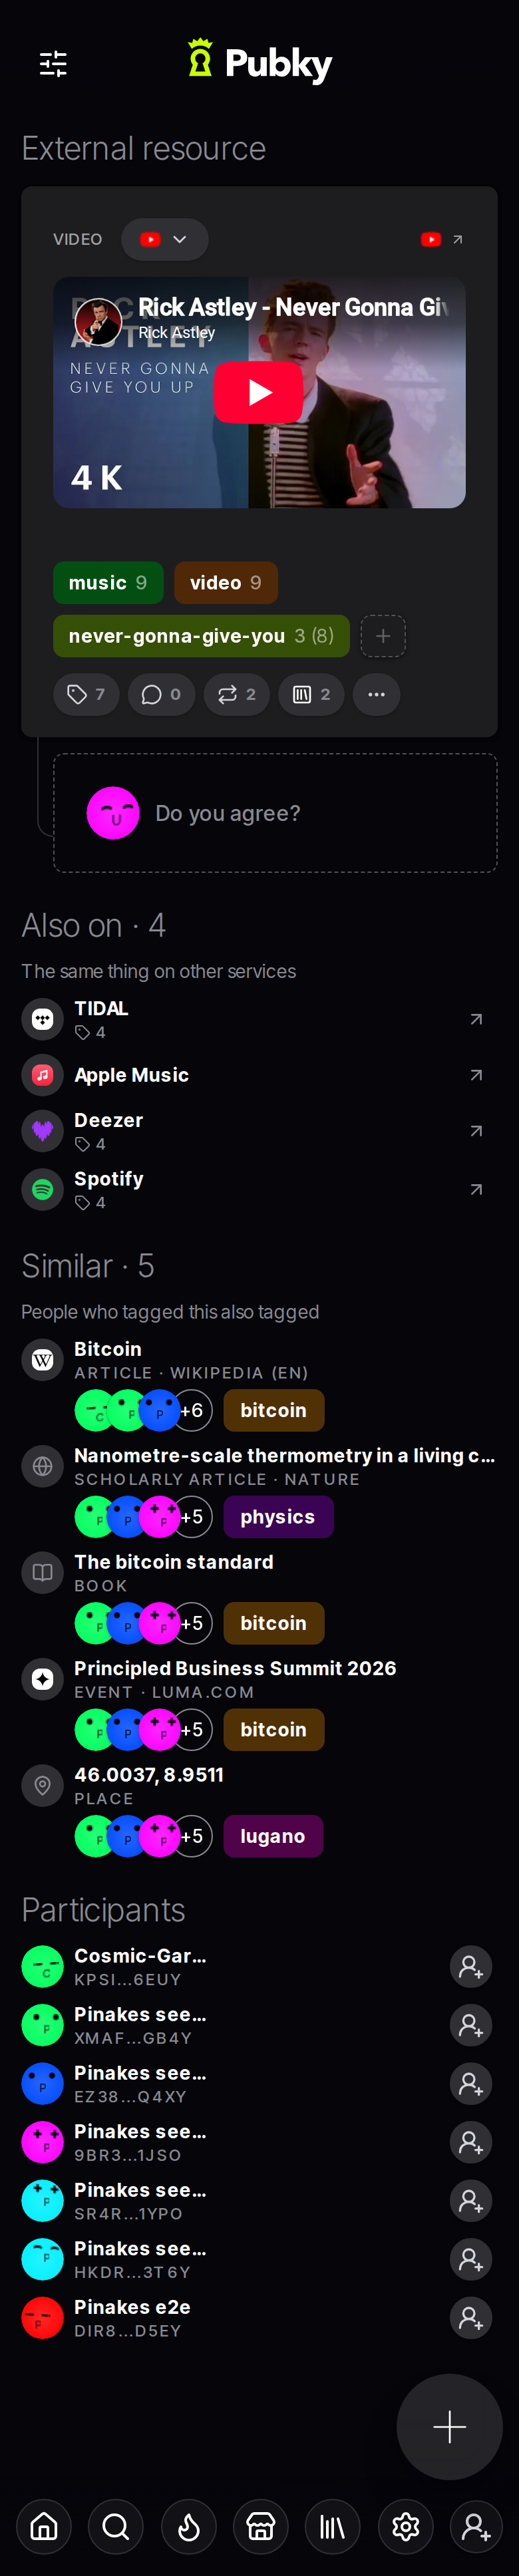 Pubky
External resource
VIDEO
Rick Astley - Never Gonna Giv
Rick Astley
ASTLEY
NEVER GONNA
GIVE YOU UP
4K
music 9
video 9
never-gonna-give-you 3 (8)
7
0
2
2
Do you agree?
Also on · 4
The same thing on other services
TIDAL
4
Apple Music
Deezer
4
Spotify
4
Similar · 5
People who tagged this also tagged
Bitcoin
ARTICLE · WIKIPEDIA (EN)
+6
bitcoin
Nanometre-scale thermometry in a living c...
SCHOLARLY ARTICLE · NATURE
+5
physics
The bitcoin standard
BOOK
+5
bitcoin
Principled Business Summit 2026
EVENT · LUMA.COM
+5
bitcoin
46.0037, 8.9511
PLACE
+5
lugano
Participants
Cosmic-Gar...
KPSI...6EUY
Pinakes see...
XMAF...GB4Y
Pinakes see...
EZ38...Q4XY
Pinakes see...
9BR3...1JSO
Pinakes see...
SR4R...1YPO
Pinakes see...
HKDR...3T6Y
Pinakes e2e
DIR8...D5EY